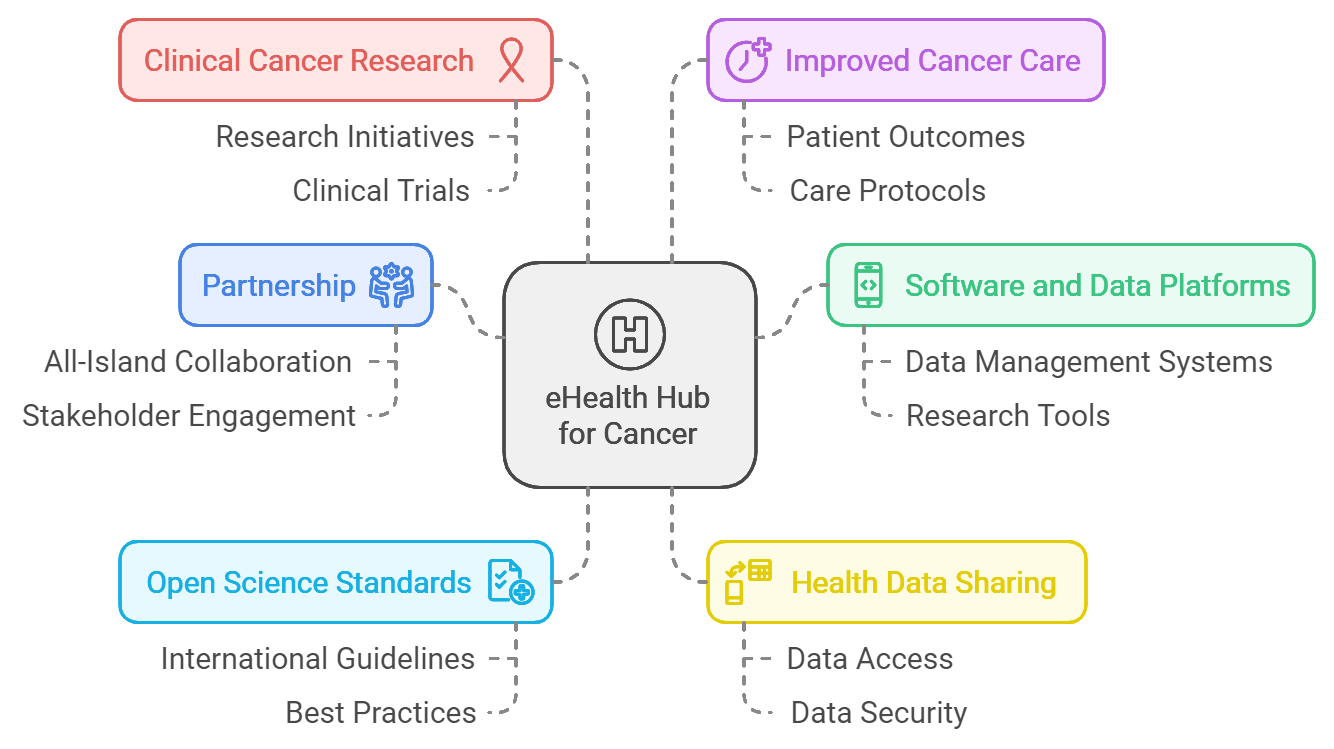 Clinical Cancer Research
Research Initiatives
Clinical Trials
Improved Cancer Care
Patient Outcomes
Care Protocols
Partnership
All-Island Collaboration
Stakeholder Engagement
eHealth Hub
for Cancer
Software and Data Platforms
Data Management Systems
Research Tools
Open Science Standards
International Guidelines
Best Practices
Health Data Sharing
Data Access
Data Security